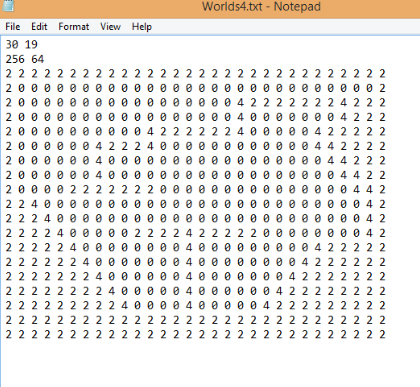 Worlds4.txt - Notepad
File Edit Format View Help
30 19
256 64
2 2 2 2 2 2 2 2 2 2 2 2 2 2 2 2 2 2 2 2 2 2 2 2 2 2 2 2 2 2
2 0 0 0 0 0 0 0 0 0 0 0 0 0 0 0 0 0 0 0 0 0 0 0 0 0 0 0 0 2
2 0 0 0 0 0 0 0 0 0 0 0 0 0 0 0 0 0 4 2 2 2 2 2 2 2 4 2 2 2
2 0 0 0 0 0 0 0 0 0 0 0 0 0 0 0 0 0 4 0 0 0 0 0 0 0 4 2 2 2
2 0 0 0 0 0 0 0 0 0 0 4 2 2 2 2 2 2 4 0 0 0 0 0 4 2 2 2 2 2
2 0 0 0 0 0 0 4 2 2 2 4 0 0 0 0 0 0 0 0 0 0 0 0 4 4 2 2 2 2
2 0 0 0 0 0 0 4 0 0 0 0 0 0 0 0 0 0 0 0 0 0 0 0 0 4 4 2 2 2
2 0 0 0 0 0 0 4 0 0 0 0 0 0 0 0 0 0 0 0 0 0 0 0 0 0 4 4 2 2
2 0 0 0 0 2 2 2 2 2 2 2 0 0 0 0 0 0 0 0 0 0 0 0 0 0 0 4 4 2
2 2 4 0 0 0 0 0 0 0 0 0 0 0 0 0 0 0 0 0 0 0 0 0 0 0 0 0 4 2
2 2 2 4 0 0 0 0 0 0 0 0 0 0 0 0 0 0 0 0 0 0 0 0 0 0 0 0 4 2
2 2 2 2 4 0 0 0 0 0 2 2 2 2 4 2 2 2 2 2 0 0 0 0 0 0 0 0 4 2
2 2 2 2 2 4 0 0 0 0 0 0 0 0 4 0 0 0 0 0 0 0 0 0 4 2 2 2 2 2
2 2 2 2 2 2 4 0 0 0 0 0 0 0 4 0 0 0 0 0 0 0 0 4 2 2 2 2 2 2
2 2 2 2 2 2 2 4 0 0 0 0 0 0 4 0 0 0 0 0 0 0 4 2 2 2 2 2 2 2
2 2 2 2 2 2 2 2 4 0 0 0 0 0 4 0 0 0 0 0 0 4 2 2 2 2 2 2 2 2
2 2 2 2 2 2 2 2 2 4 0 0 0 0 4 0 0 0 0 0 4 2 2 2 2 2 2 2 2 2
2 2 2 2 2 2 2 2 2 2 2 2 2 2 2 2 2 2 2 2 2 2 2 2 2 2 2 2 2 2
2 2 2 2 2 2 2 2 2 2 2 2 2 2 2 2 2 2 2 2 2 2 2 2 2 2 2 2 2 2